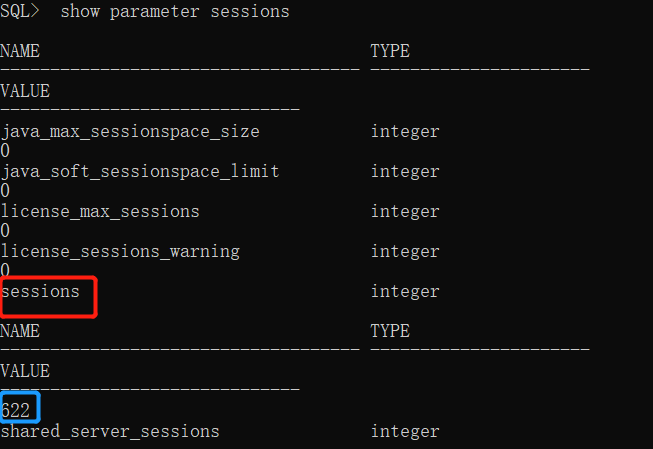 SQL>  show parameter sessions
NAME                                 TYPE
------------------------------------ ----------------------
VALUE
------------------------------
java_max_sessionspace_size           integer
0
java_soft_sessionspace_limit         integer
0
license_max_sessions                 integer
0
license_sessions_warning             integer
0
sessions                             integer
NAME                                 TYPE
------------------------------------ ----------------------
VALUE
------------------------------
622
shared_server_sessions               integer